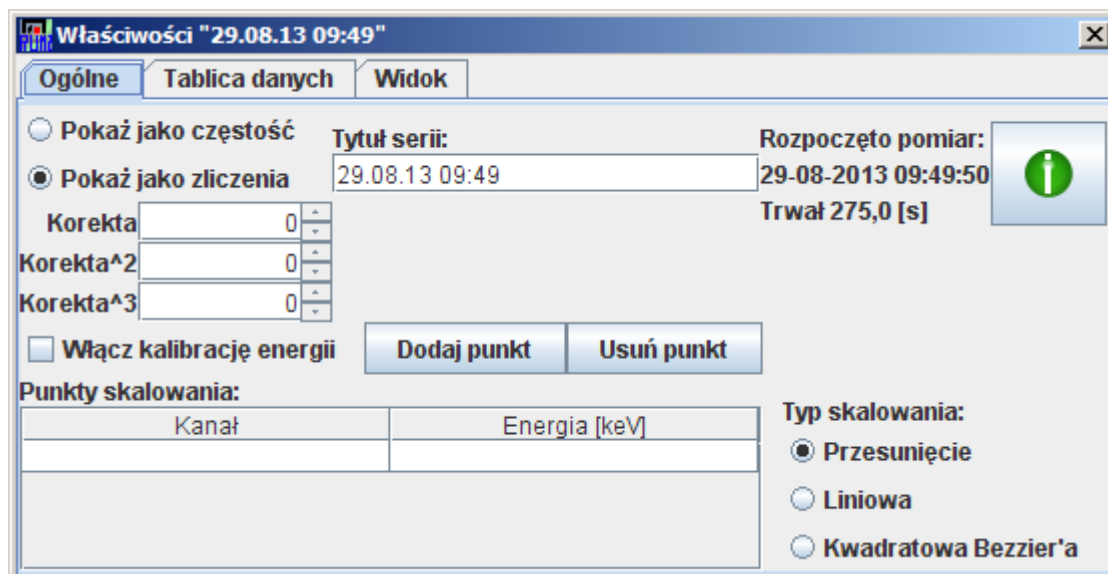 Właściwości "29.08.13 09:49"
Ogólne Tablica danych Widok
Pokaż jako częstość
Pokaż jako zliczenia
Tytuł serii:
29.08.13 09:49
Rozpoczęto pomiar:
29-08-2013 09:49:50
Trwał 275,0 [s]
Korekta 0
Korekta^2 0
Korekta^3 0
Włącz kalibrację energii Dodaj punkt Usuń punkt
Punkty skalowania:
Kanał Energia [keV]
Typ skalowania:
Przesunięcie
Liniowa
Kwadratowa Bezzier'a